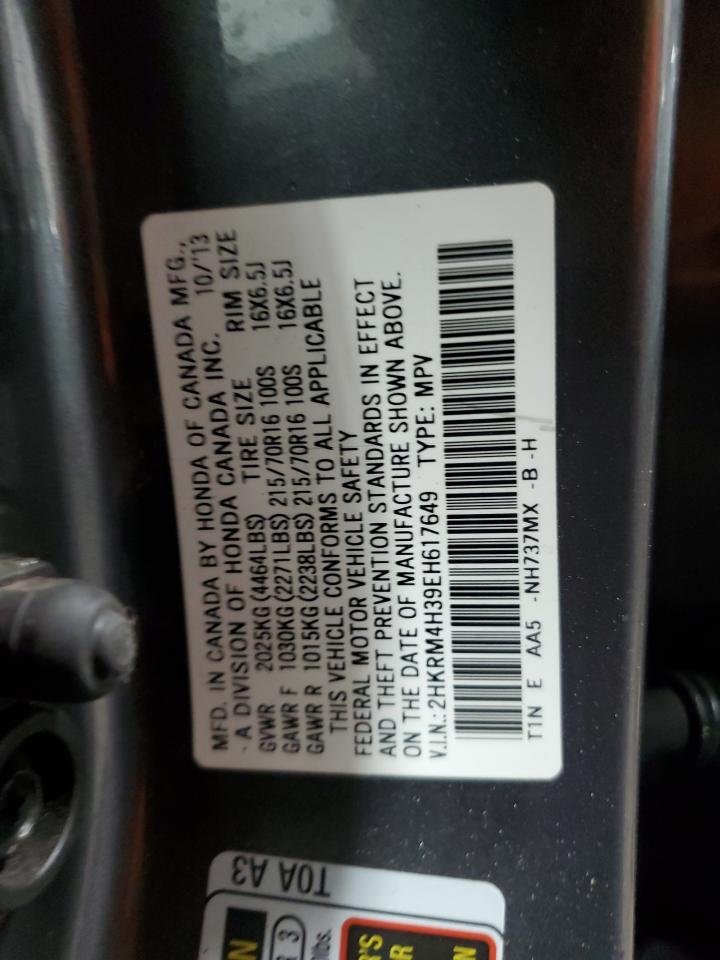 MFD. IN CANADA BY HONDA OF CANADA MFG.,
- A DIVISION OF HONDA CANADA INC. 10/'13
GVWR 2025KG (4464LBS) TIRE SIZE RIM SIZE
GAWR F 1030KG (2271LBS) 215/70R16 100S 16X6.5J
GAWR R 1015KG (2238LBS) 215/70R16 100S 16X6.5J
THIS VEHICLE CONFORMS TO ALL APPLICABLE
FEDERAL MOTOR VEHICLE SAFETY
AND THEFT PREVENTION STANDARDS IN EFFECT
ON THE DATE OF MANUFACTURE SHOWN ABOVE.
V.I.N.: 2HKRM4H39EH617649 TYPE: MPV
T1N E AA5 -NH737MX -B -H
TOA A3
N
R 3
lbs.
'S
R
N